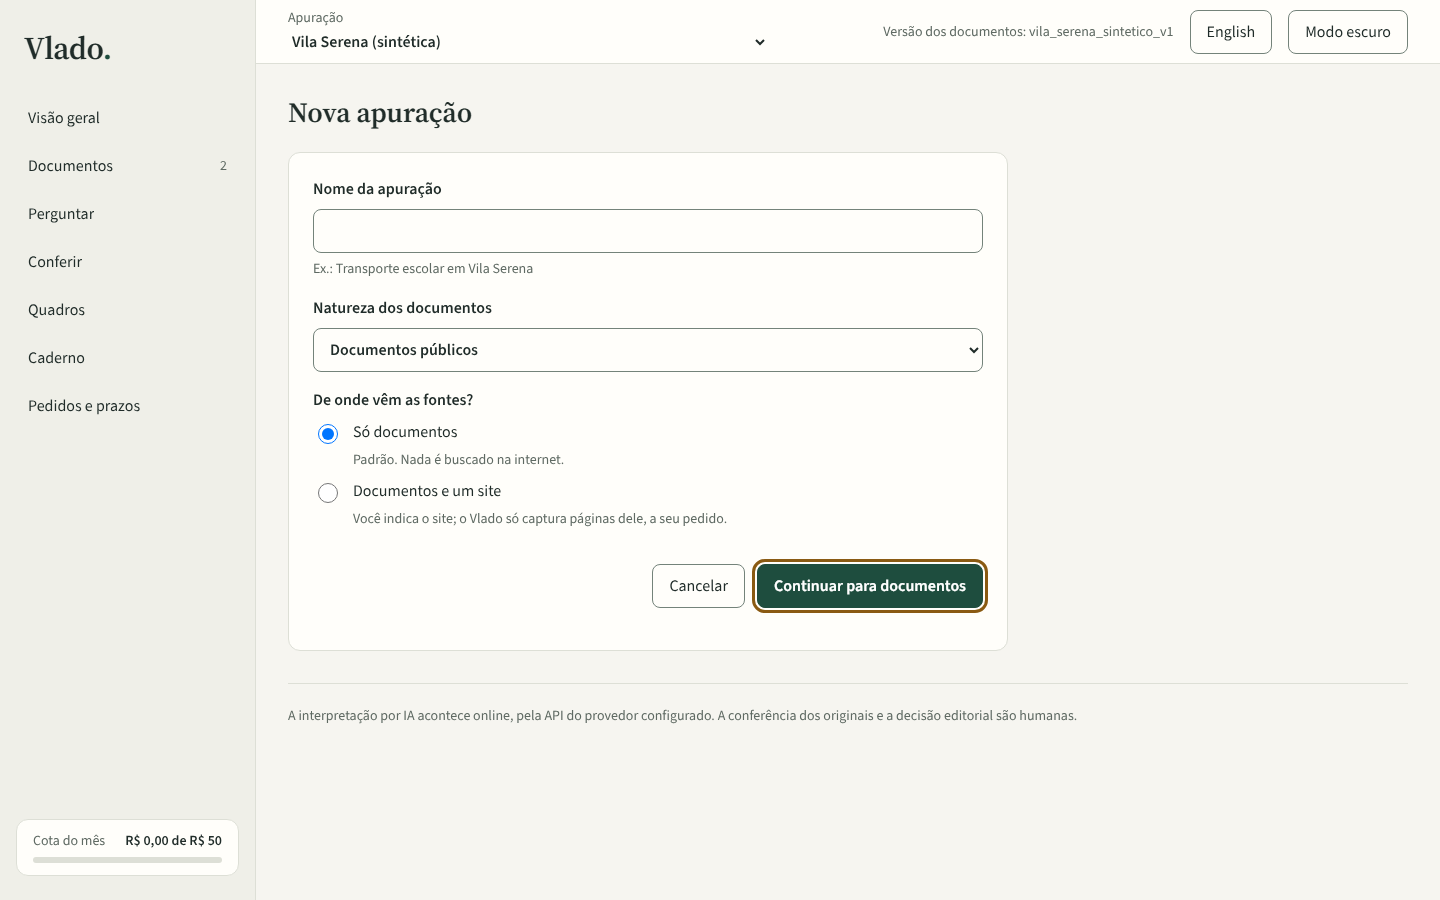 Vlado.
Visão geral
Documentos 2
Perguntar
Conferir
Quadros
Caderno
Pedidos e prazos
Cota do mês R$ 0,00 de R$ 50
Apuração
Vila Serena (sintética)
Versão dos documentos: vila_serena_sintetico_v1
English
Modo escuro
Nova apuração
Nome da apuração
Ex.: Transporte escolar em Vila Serena
Natureza dos documentos
Documentos públicos
De onde vêm as fontes?
Só documentos
Padrão. Nada é buscado na internet.
Documentos e um site
Você indica o site; o Vlado só captura páginas dele, a seu pedido.
Cancelar
Continuar para documentos
A interpretação por IA acontece online, pela API do provedor configurado. A conferência dos originais e a decisão editorial são humanas.